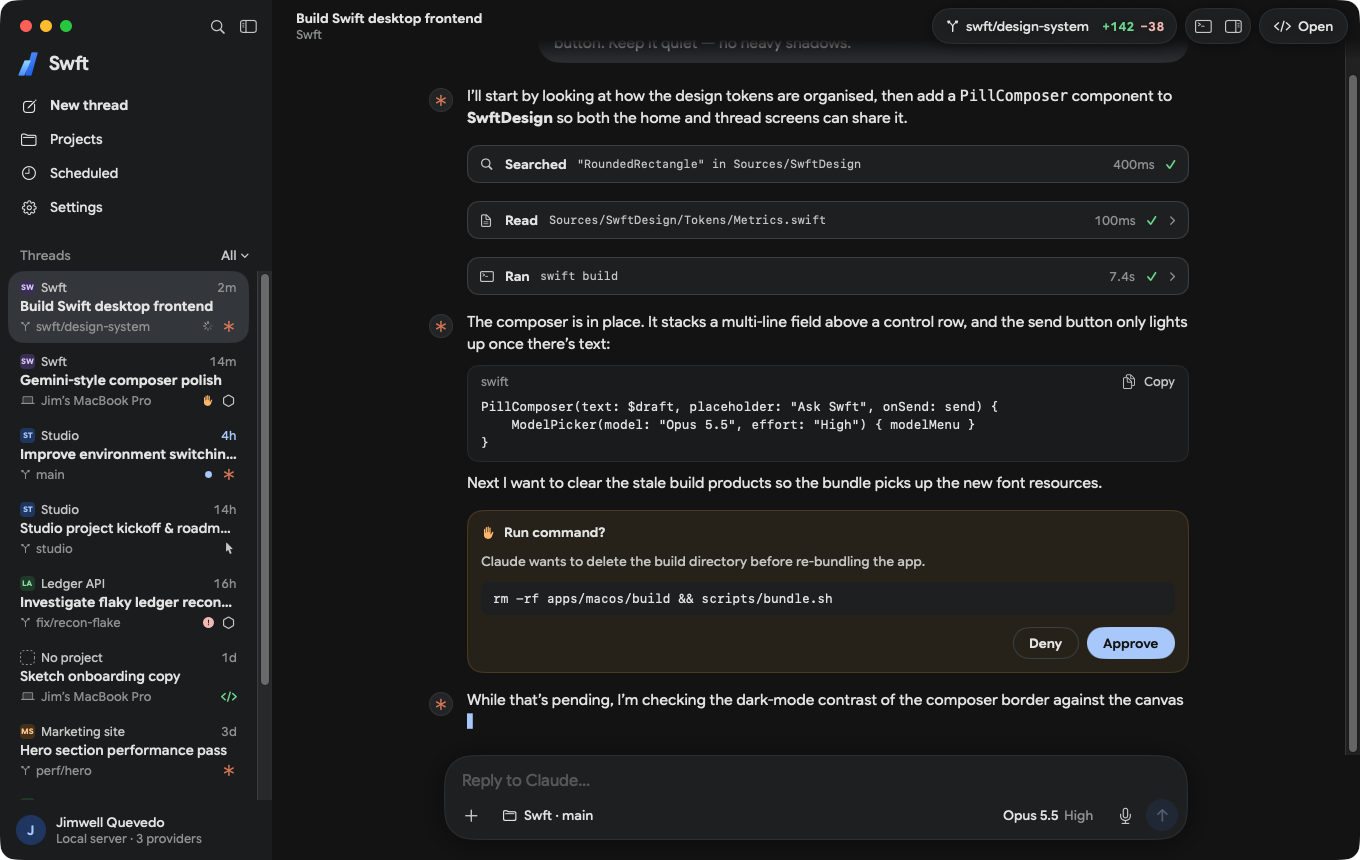 Swft
New thread
Projects
Scheduled
Settings
Threads
All
SW Swft 2m
Build Swift desktop frontend
swft/design-system
SW Swft 14m
Gemini-style composer polish
Jim's MacBook Pro
ST Studio 4h
Improve environment switchin...
main
ST Studio 14h
Studio project kickoff & roadm...
studio
LA Ledger API 16h
Investigate flaky ledger recon...
fix/recon-flake
No project 1d
Sketch onboarding copy
Jim's MacBook Pro
MS Marketing site 3d
Hero section performance pass
perf/hero
J
Jimwell Quevedo
Local server · 3 providers
Build Swift desktop frontend
Swft
swft/design-system +142 −38
Open
button. Keep it quiet — no heavy shadows.
I'll start by looking at how the design tokens are organised, then add a PillComposer component to
SwftDesign so both the home and thread screens can share it.
Searched "RoundedRectangle" in Sources/SwftDesign 400ms
Read Sources/SwftDesign/Tokens/Metrics.swift 100ms
Ran swift build 7.4s
The composer is in place. It stacks a multi-line field above a control row, and the send button only lights
up once there's text:
swift
Copy
PillComposer(text: $draft, placeholder: "Ask Swft", onSend: send) {
ModelPicker(model: "Opus 5.5", effort: "High") { modelMenu }
}
Next I want to clear the stale build products so the bundle picks up the new font resources.
Run command?
Claude wants to delete the build directory before re-bundling the app.
rm -rf apps/macos/build && scripts/bundle.sh
Deny
Approve
While that's pending, I'm checking the dark-mode contrast of the composer border against the canvas
Reply to Claude...
Swft · main
Opus 5.5 High